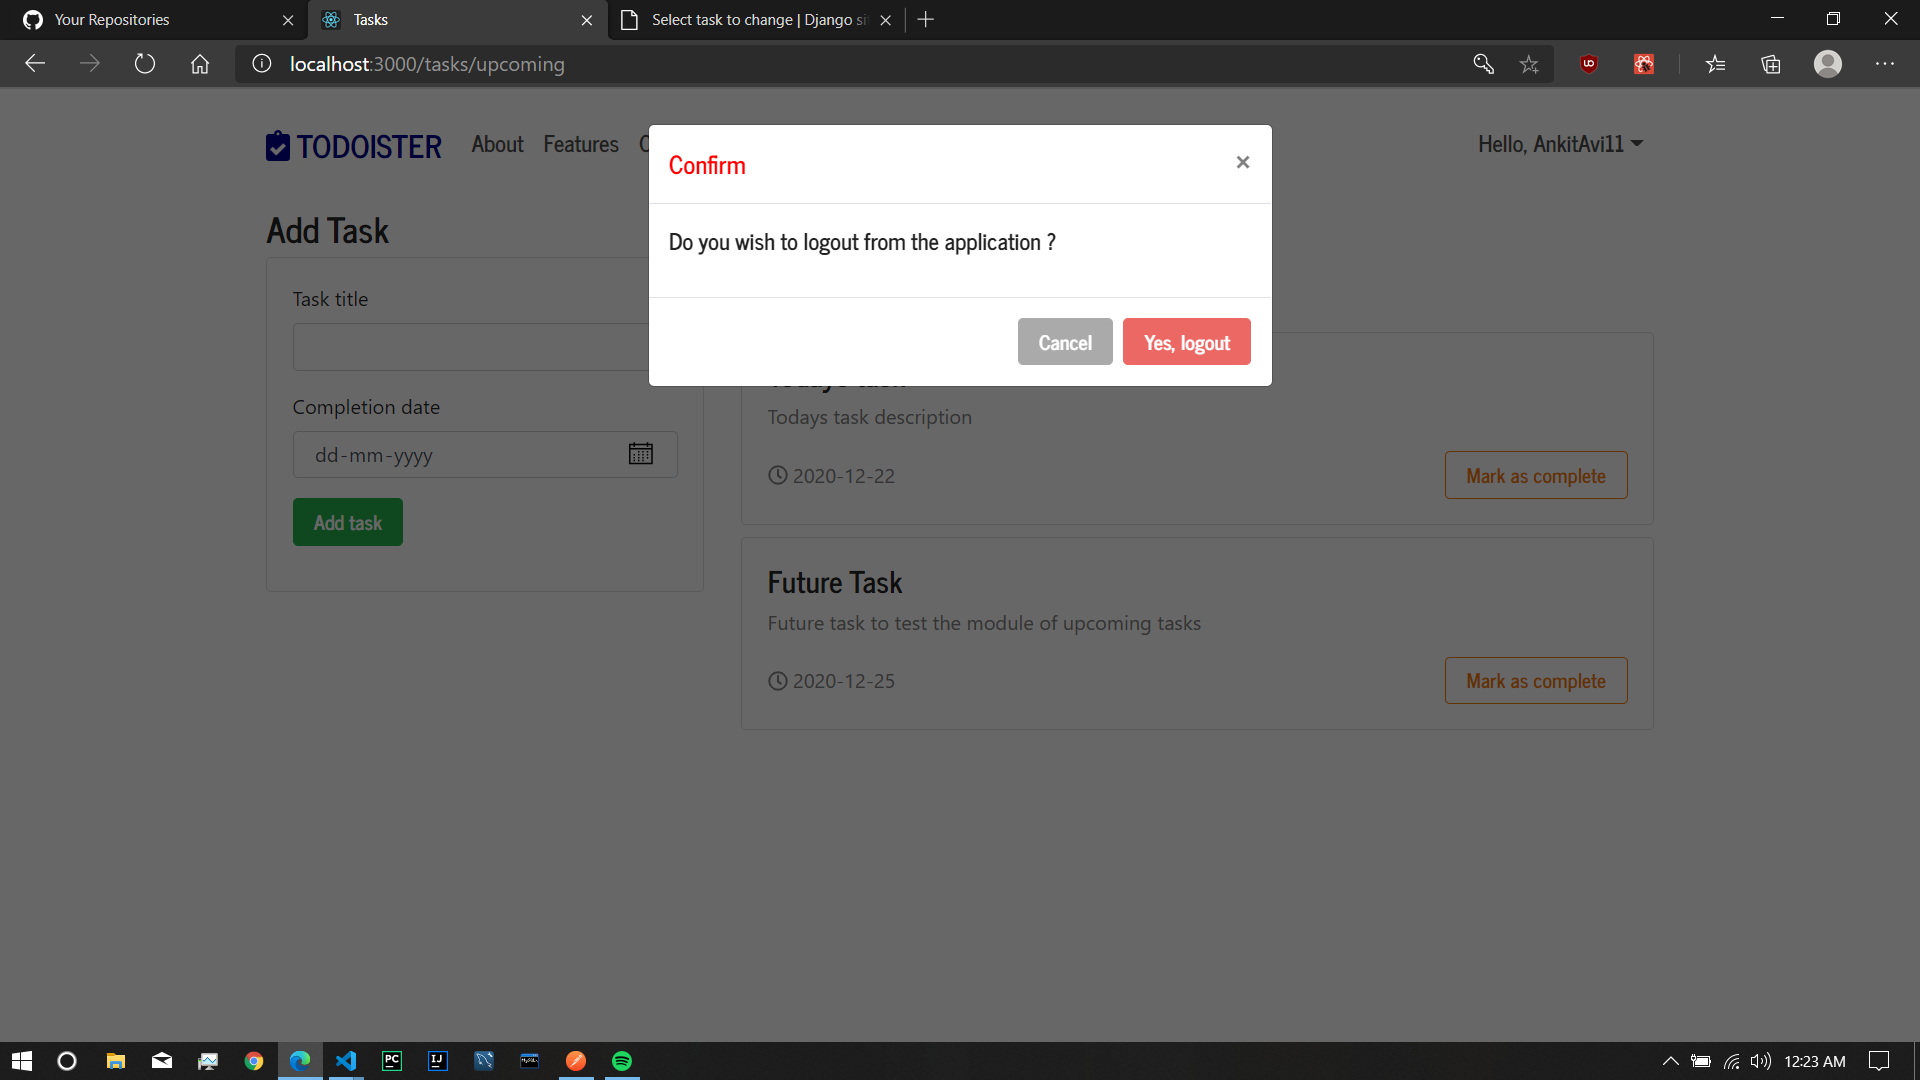 Your Repositories
Tasks
Select task to change | Django si
localhost:3000/tasks/upcoming
TODOISTER
About
Features
Hello, AnkitAvi11
Confirm
×
Do you wish to logout from the application ?
Cancel
Yes, logout
Add Task
Task title
Completion date
dd-mm-yyyy
Add task
Todays task description
2020-12-22
Mark as complete
Future Task
Future task to test the module of upcoming tasks
2020-12-25
Mark as complete
PC
IJ
12:23 AM